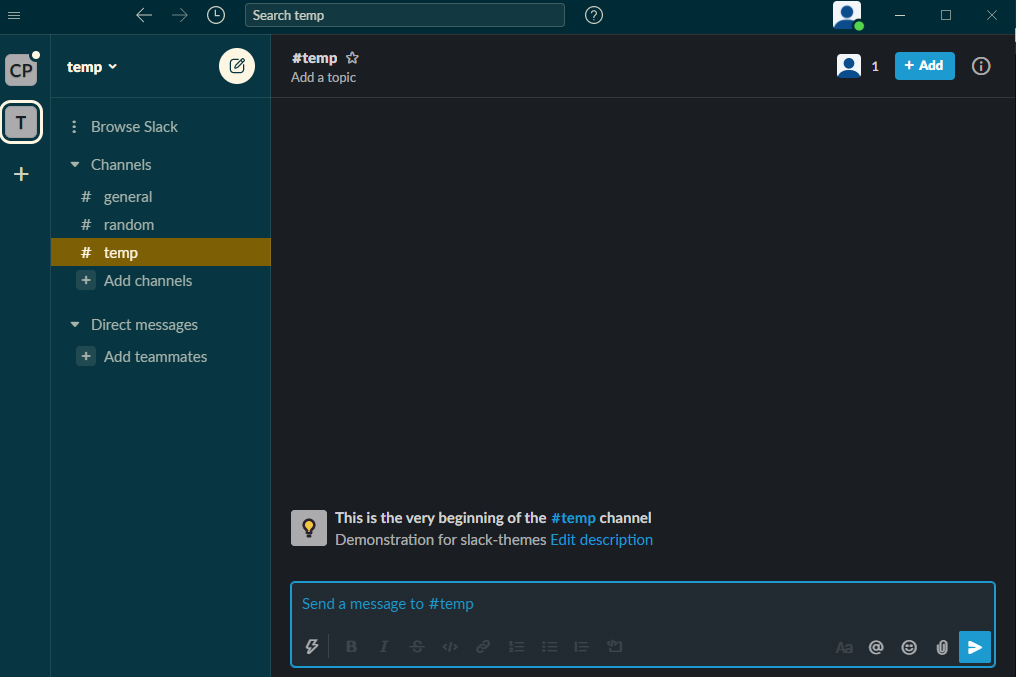 Search temp
CP
T
temp
Browse Slack
Channels
# general
# random
# temp
+ Add channels
Direct messages
+ Add teammates
#temp
Add a topic
1
+ Add
This is the very beginning of the #temp channel
Demonstration for slack-themes Edit description
Send a message to #temp
B I S </> Aa @